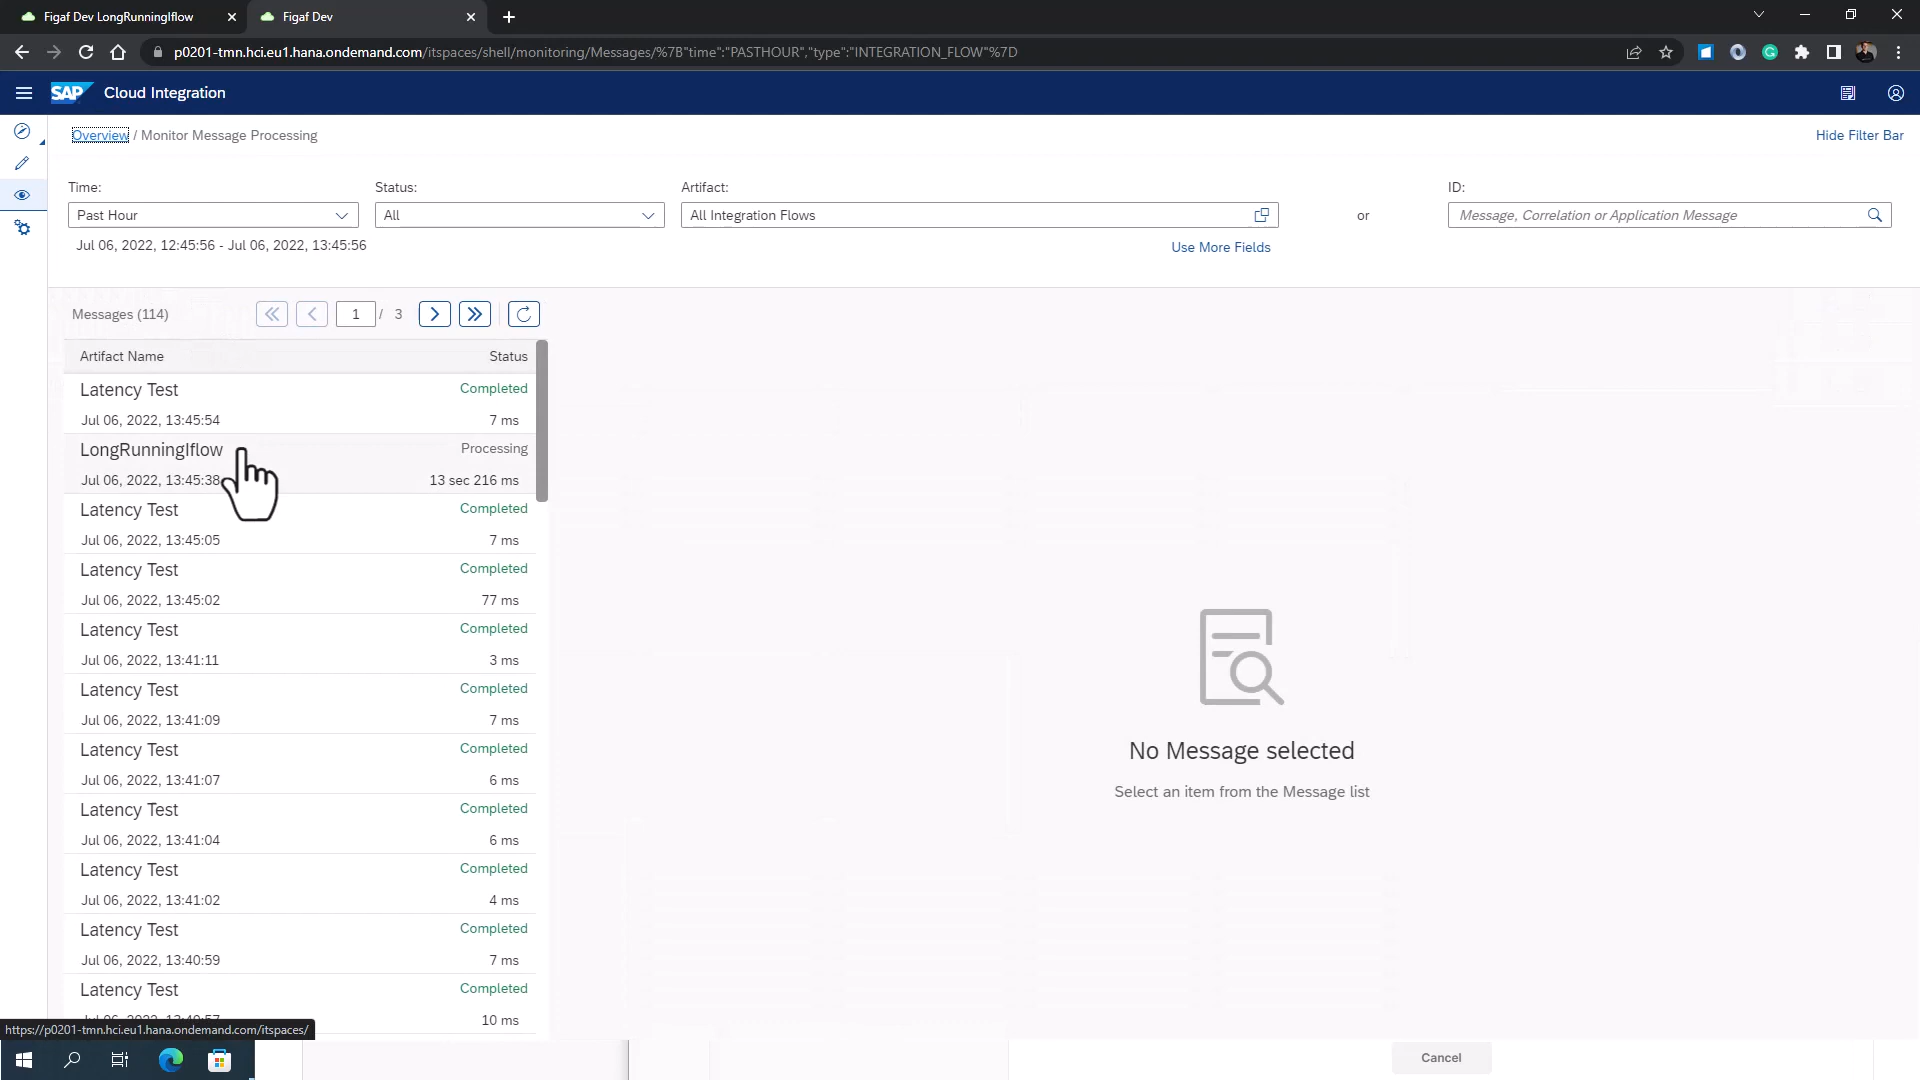 Figaf Dev LongRunningIflow
Figaf Dev
p0201-tmn.hci.eu1.hana.ondemand.com/itspaces/shell/monitoring/Messages/%7B"time":"PASTHOUR","type":"INTEGRATION_FLOW"%7D
SAP Cloud Integration
Overview / Monitor Message Processing
Hide Filter Bar
Time:
Status:
Artifact:
ID:
Past Hour
All
All Integration Flows
or
Message, Correlation or Application Message
Jul 06, 2022, 12:45:56 - Jul 06, 2022, 13:45:56
Use More Fields
Messages (114)
1 / 3
Artifact Name
Status
Latency Test
Completed
Jul 06, 2022, 13:45:54
7 ms
LongRunningIflow
Processing
Jul 06, 2022, 13:45:38
13 sec 216 ms
Latency Test
Completed
Jul 06, 2022, 13:45:05
7 ms
Latency Test
Completed
Jul 06, 2022, 13:45:02
77 ms
Latency Test
Completed
Jul 06, 2022, 13:41:11
3 ms
Latency Test
Completed
Jul 06, 2022, 13:41:09
7 ms
Latency Test
Completed
Jul 06, 2022, 13:41:07
6 ms
Latency Test
Completed
Jul 06, 2022, 13:41:04
6 ms
Latency Test
Completed
Jul 06, 2022, 13:41:02
4 ms
Latency Test
Completed
Jul 06, 2022, 13:40:59
7 ms
Latency Test
Completed
Jul 06, 2022, 13:40:57
10 ms
No Message selected
Select an item from the Message list
https://p0201-tmn.hci.eu1.hana.ondemand.com/itspaces/
Cancel